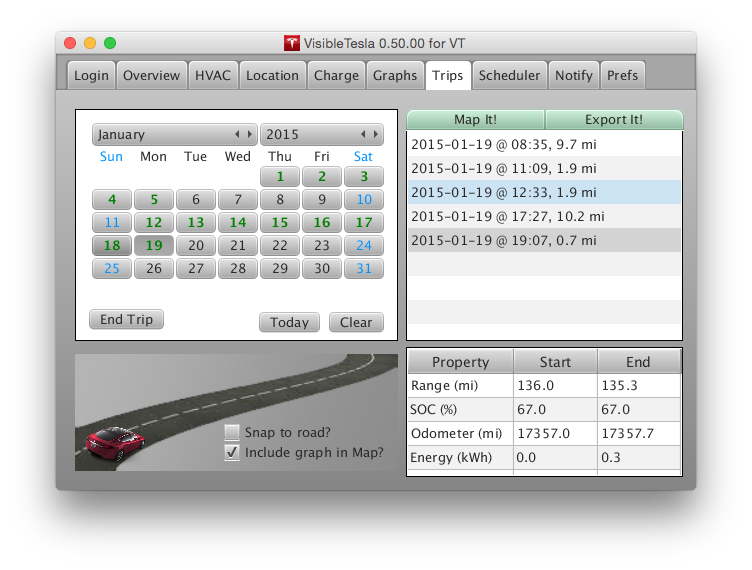 VisibleTesla 0.50.00 for VT
Login Overview HVAC Location Charge Graphs Trips Scheduler Notify Prefs
January 2015
Sun Mon Tue Wed Thu Fri Sat
1 2 3
4 5 6 7 8 9 10
11 12 13 14 15 16 17
18 19 20 21 22 23 24
25 26 27 28 29 30 31
End Trip Today Clear
Map It! Export It!
2015-01-19 @ 08:35, 9.7 mi
2015-01-19 @ 11:09, 1.9 mi
2015-01-19 @ 12:33, 1.9 mi
2015-01-19 @ 17:27, 10.2 mi
2015-01-19 @ 19:07, 0.7 mi
Snap to road?
Include graph in Map?
Property Start End
Range (mi) 136.0 135.3
SOC (%) 67.0 67.0
Odometer (mi) 17357.0 17357.7
Energy (kWh) 0.0 0.3